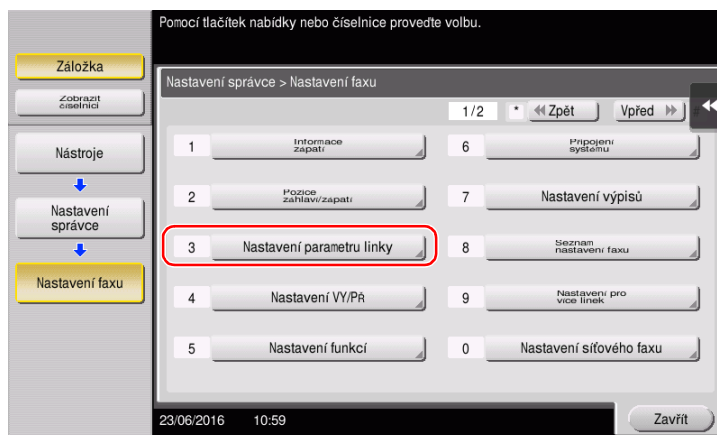 Pomocí tlačítek nabídky nebo číselnice proveďte volbu.
Záložka
Zobrazit
číselnici
Nástroje
Nastavení
správce
Nastavení faxu
Nastavení správce > Nastavení faxu
1/2 * Zpět Vpřed #
1 Informace
zápatí
2 Pozice
záhlaví/zápatí
3 Nastavení parametru linky
4 Nastavení VY/PŘ
5 Nastavení funkcí
6 Připojení
systému
7 Nastavení výpisů
8 Seznam
nastavení faxu
9 Nastavení pro
více linek
0 Nastavení síťového faxu
23/06/2016 10:59
Zavřít